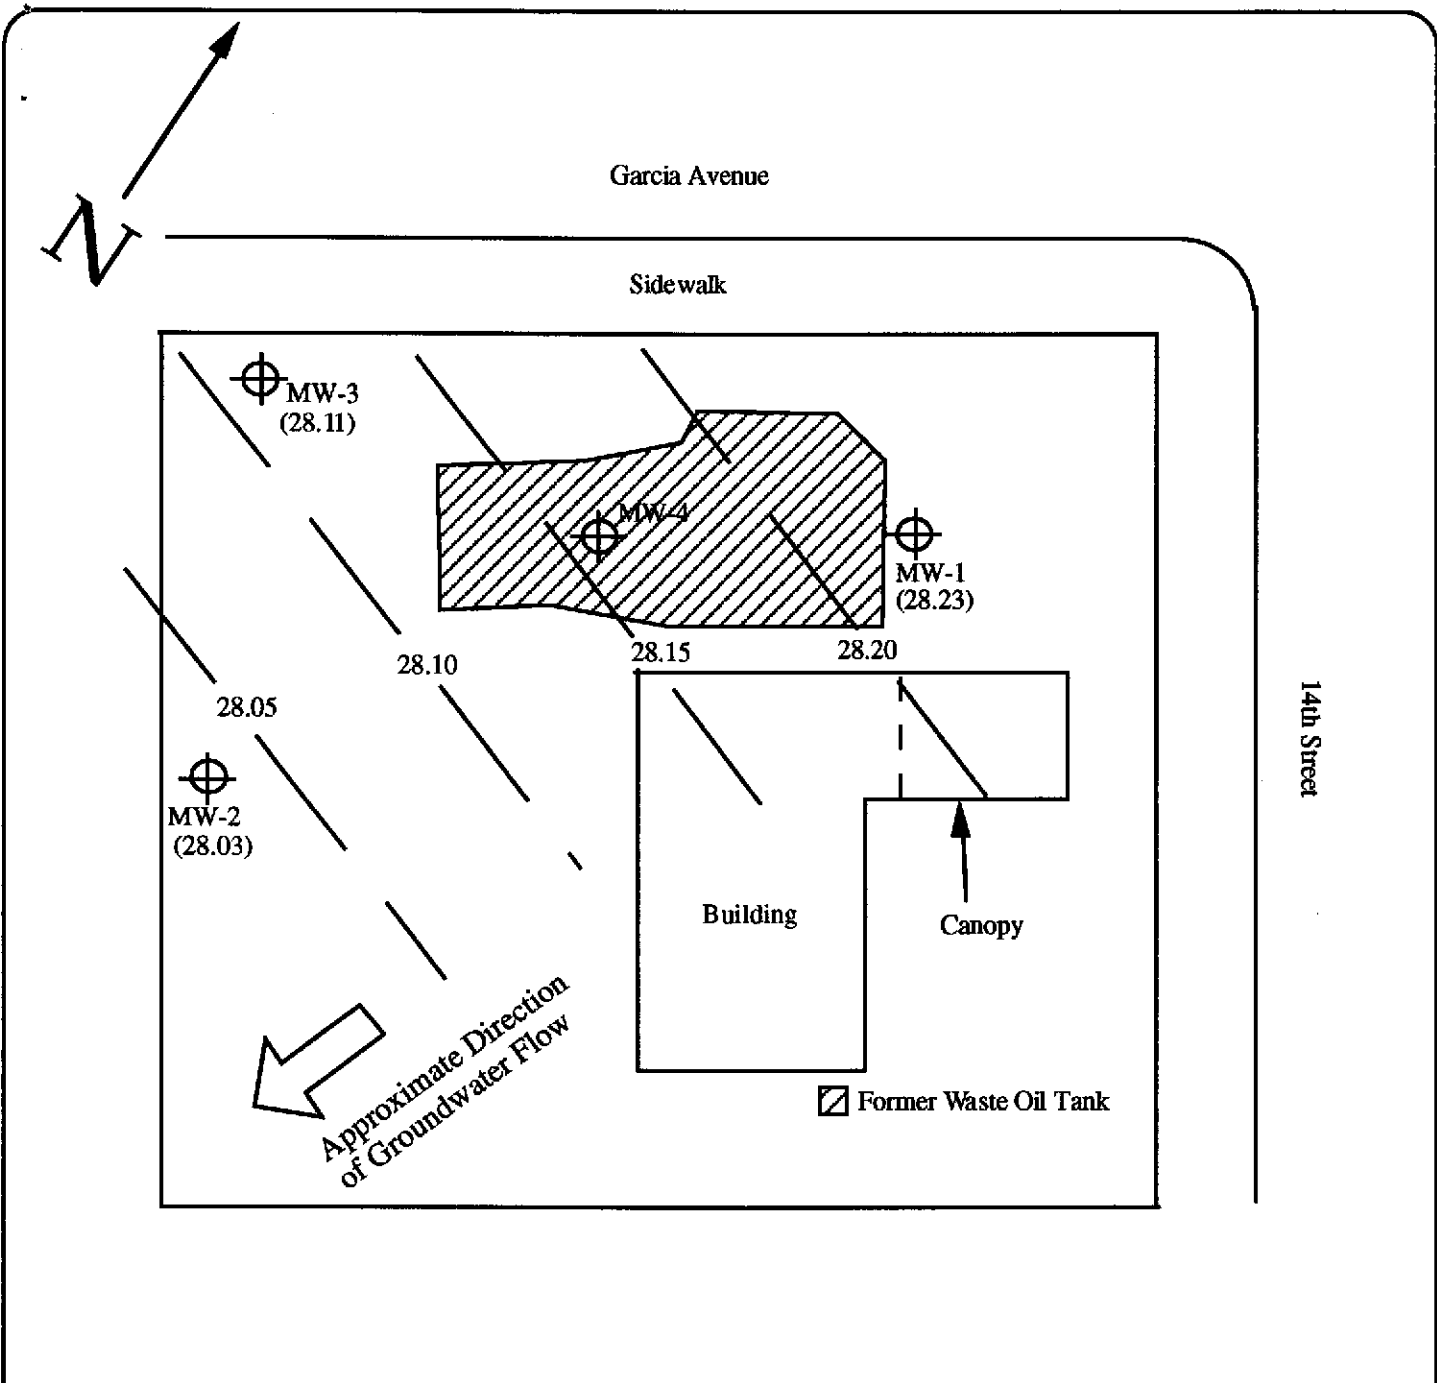 N
Garcia Avenue
Sidewalk
MW-3
(28.11)
MW-4
MW-1
(28.23)
28.15
28.20
28.10
28.05
14th Street
MW-2
(28.03)
Building
Canopy
Approximate Direction
of Groundwater Flow
Former Waste Oil Tank